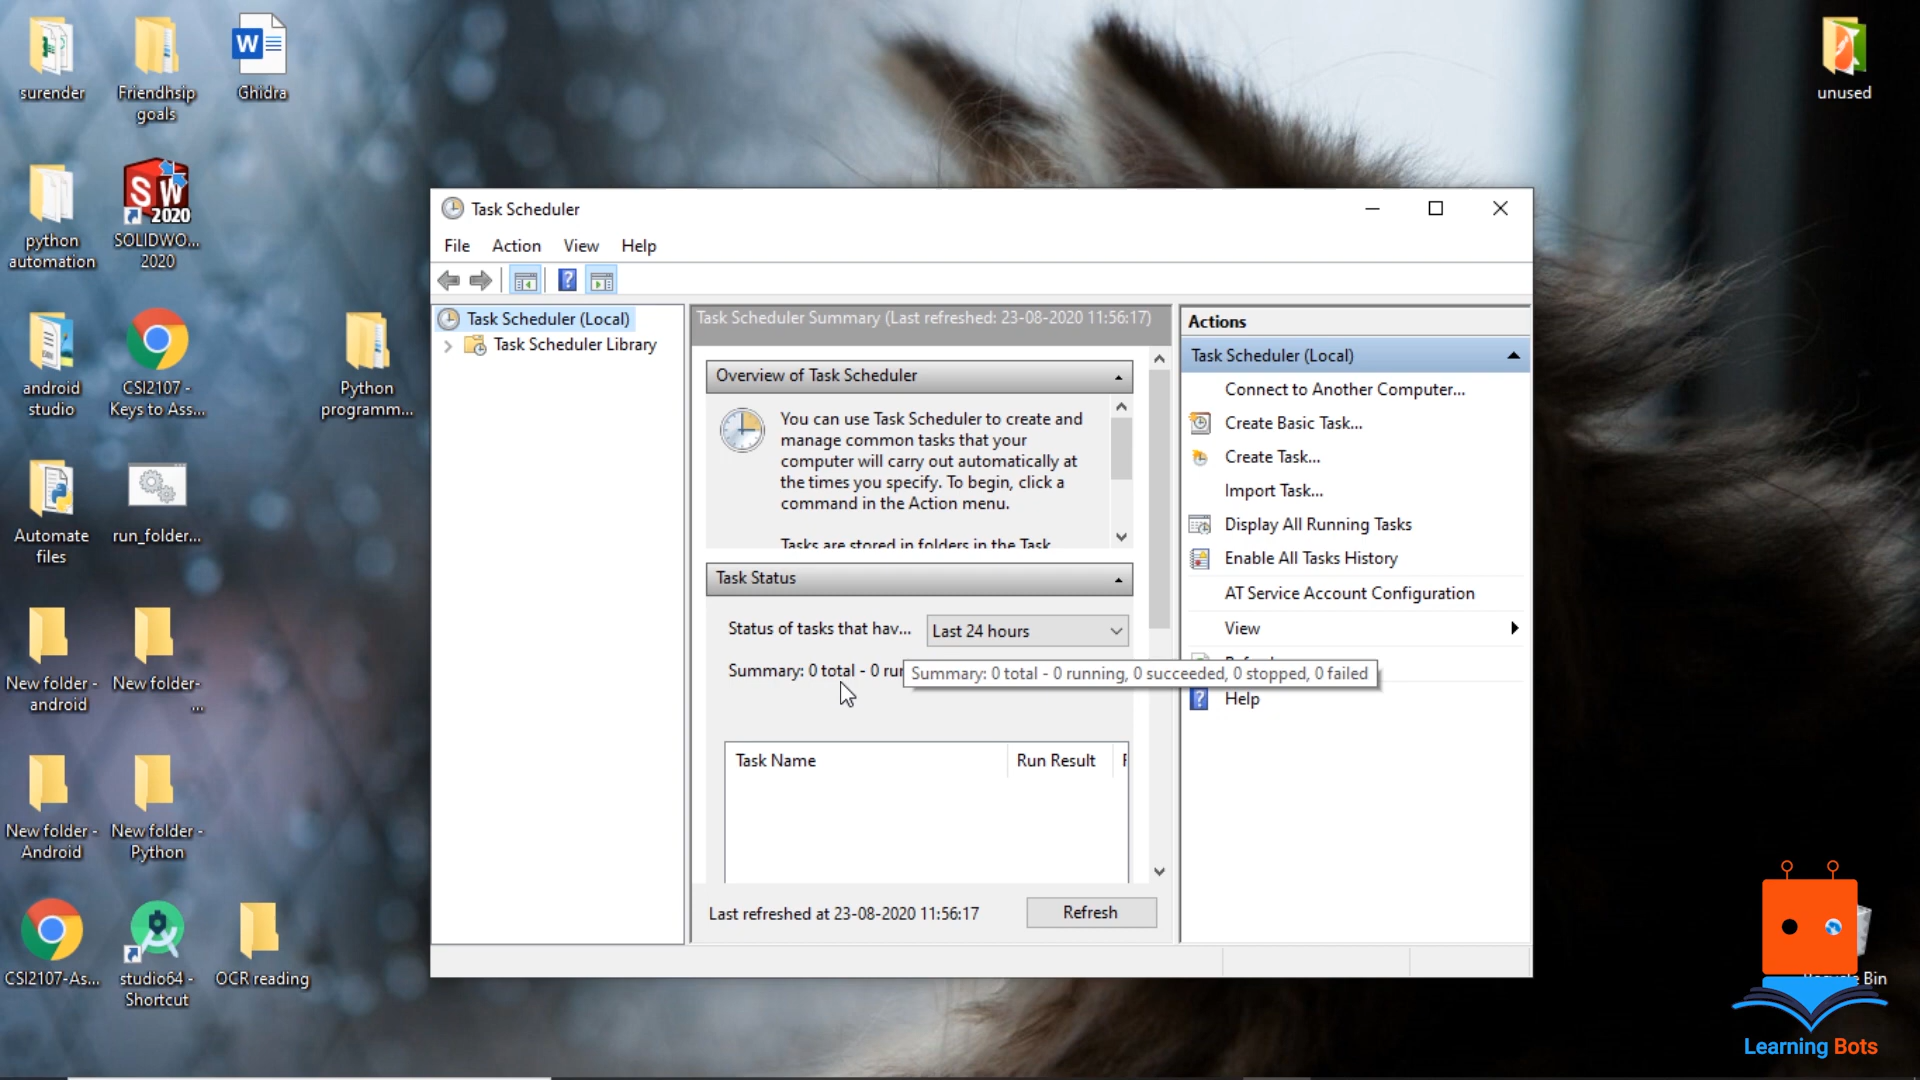 surender
Friendhsip
goals
Ghidra
unused
python
automation
SOLIDWO...
2020
SW
2020
android
studio
CSI2107 -
Keys to Ass...
Python
programm...
Automate
files
run_folder...
New folder -
android
New folder-
...
New folder -
Android
New folder -
Python
CSI2107-As...
studio64 -
Shortcut
OCR reading
Task Scheduler
File Action View Help
Task Scheduler (Local)
Task Scheduler Library
Task Scheduler Summary (Last refreshed: 23-08-2020 11:56:17)
Overview of Task Scheduler
You can use Task Scheduler to create and
manage common tasks that your
computer will carry out automatically at
the times you specify. To begin, click a
command in the Action menu.
Tasks are stored in folders in the Task
Task Status
Status of tasks that hav...
Last 24 hours
Summary: 0 total - 0 run
Summary: 0 total - 0 running, 0 succeeded, 0 stopped, 0 failed
Task Name Run Result
Last refreshed at 23-08-2020 11:56:17
Refresh
Actions
Task Scheduler (Local)
Connect to Another Computer...
Create Basic Task...
Create Task...
Import Task...
Display All Running Tasks
Enable All Tasks History
AT Service Account Configuration
View
Help
Bin
Learning Bots